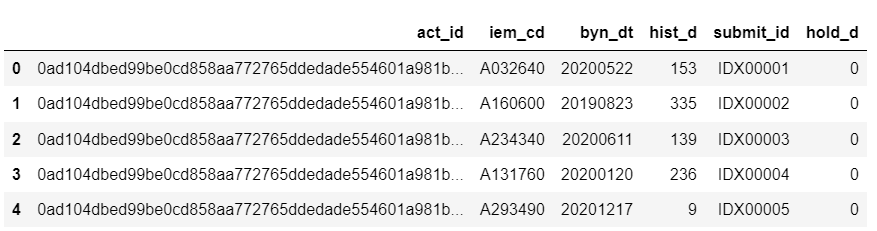 act_id iem_cd byn_dt hist_d submit_id hold_d
0 0ad104dbed99be0cd858aa772765ddedade554601a981b... A032640 20200522 153 IDX00001 0
1 0ad104dbed99be0cd858aa772765ddedade554601a981b... A160600 20190823 335 IDX00002 0
2 0ad104dbed99be0cd858aa772765ddedade554601a981b... A234340 20200611 139 IDX00003 0
3 0ad104dbed99be0cd858aa772765ddedade554601a981b... A131760 20200120 236 IDX00004 0
4 0ad104dbed99be0cd858aa772765ddedade554601a981b... A293490 20201217 9 IDX00005 0